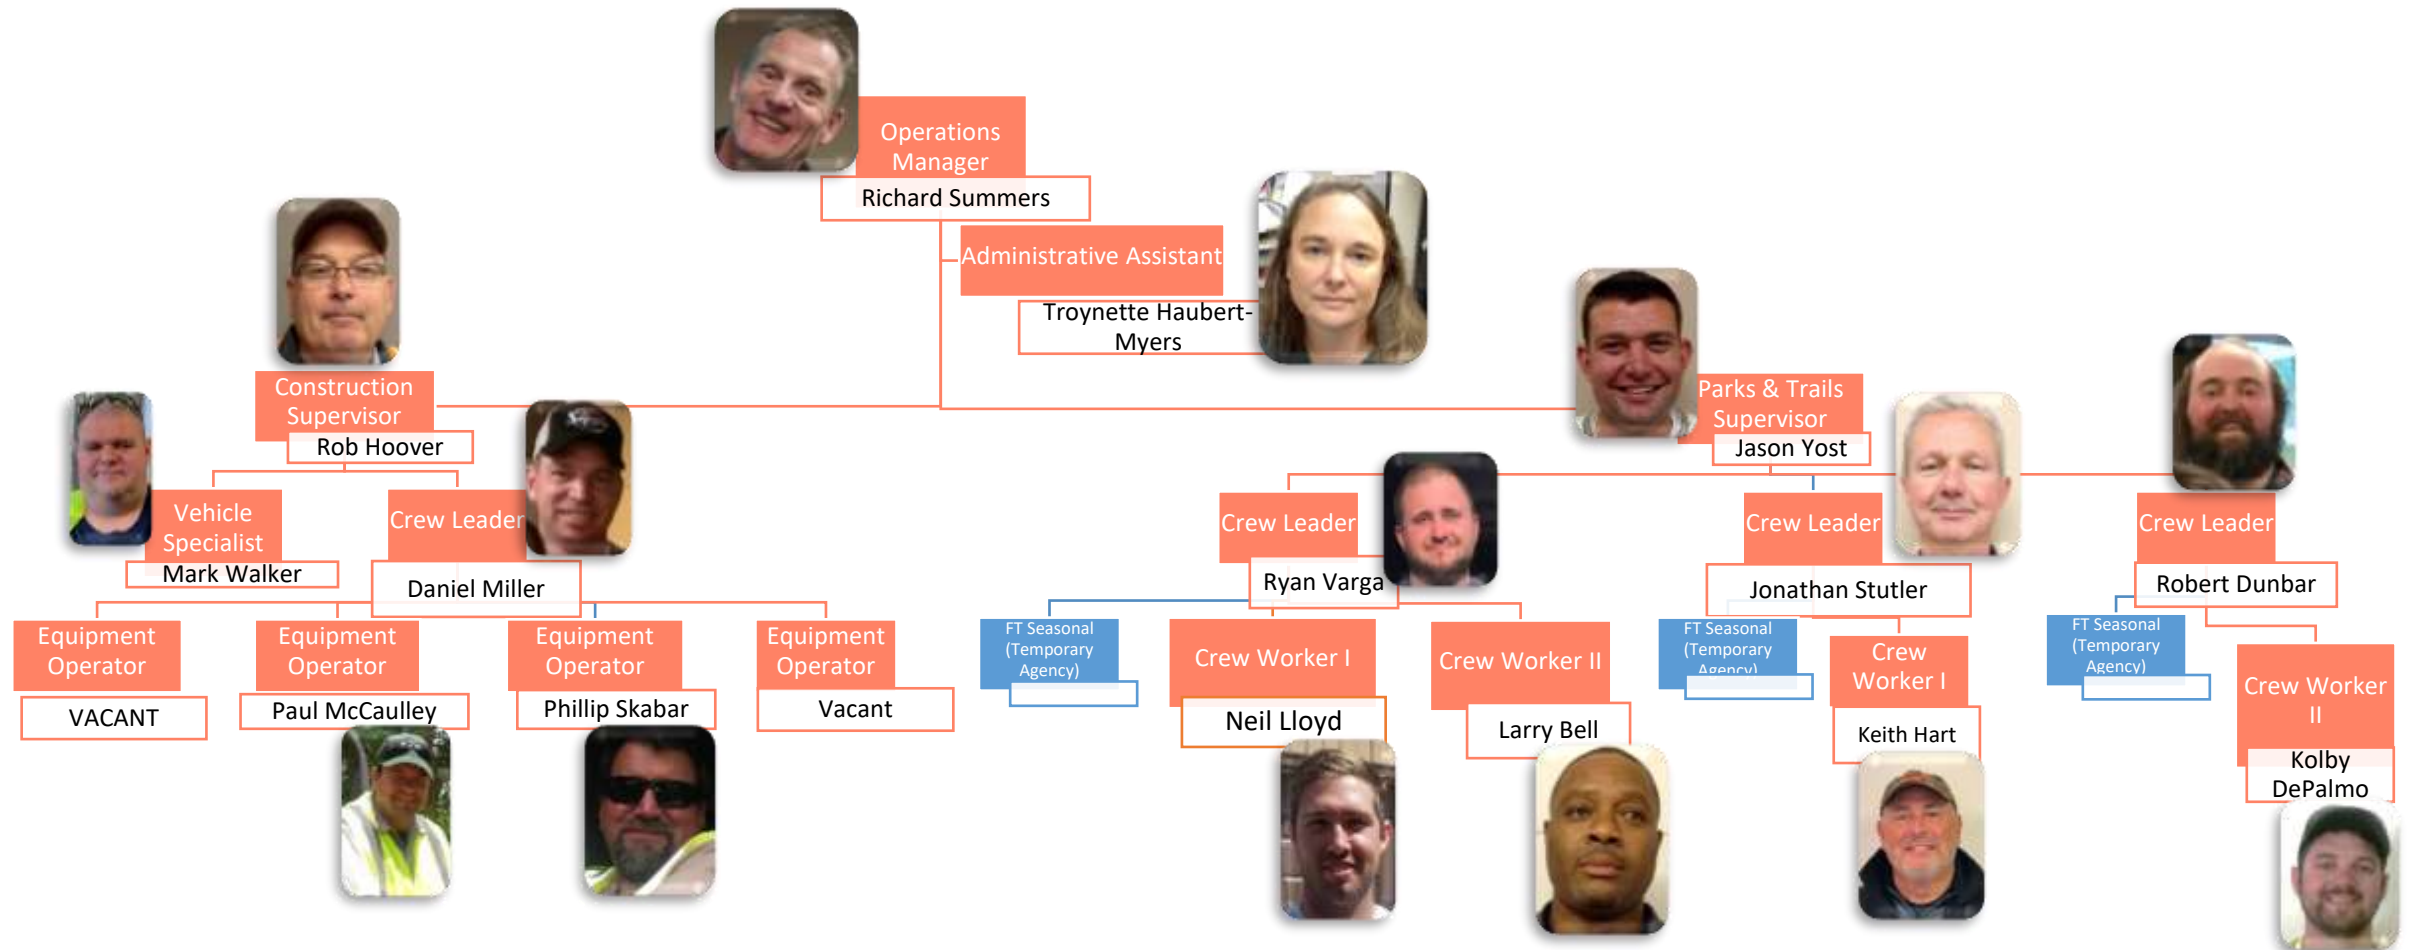 Operations
Manager
Richard Summers
Administrative Assistant
Troynette Haubert-
Myers
Construction
Supervisor
Rob Hoover
Parks & Trails
Supervisor
Jason Yost
Vehicle
Specialist
Mark Walker
Crew Leader
Daniel Miller
Crew Leader
Ryan Varga
Crew Leader
Jonathan Stutler
Crew Leader
Robert Dunbar
Equipment
Operator
VACANT
Equipment
Operator
Paul McCaulley
Equipment
Operator
Phillip Skabar
Equipment
Operator
Vacant
FT Seasonal
(Temporary
Agency)
Crew Worker I
Neil Lloyd
Crew Worker II
Larry Bell
FT Seasonal
(Temporary
Agency)
Crew
Worker I
Keith Hart
FT Seasonal
(Temporary
Agency)
Crew Worker
II
Kolby
DePalmo